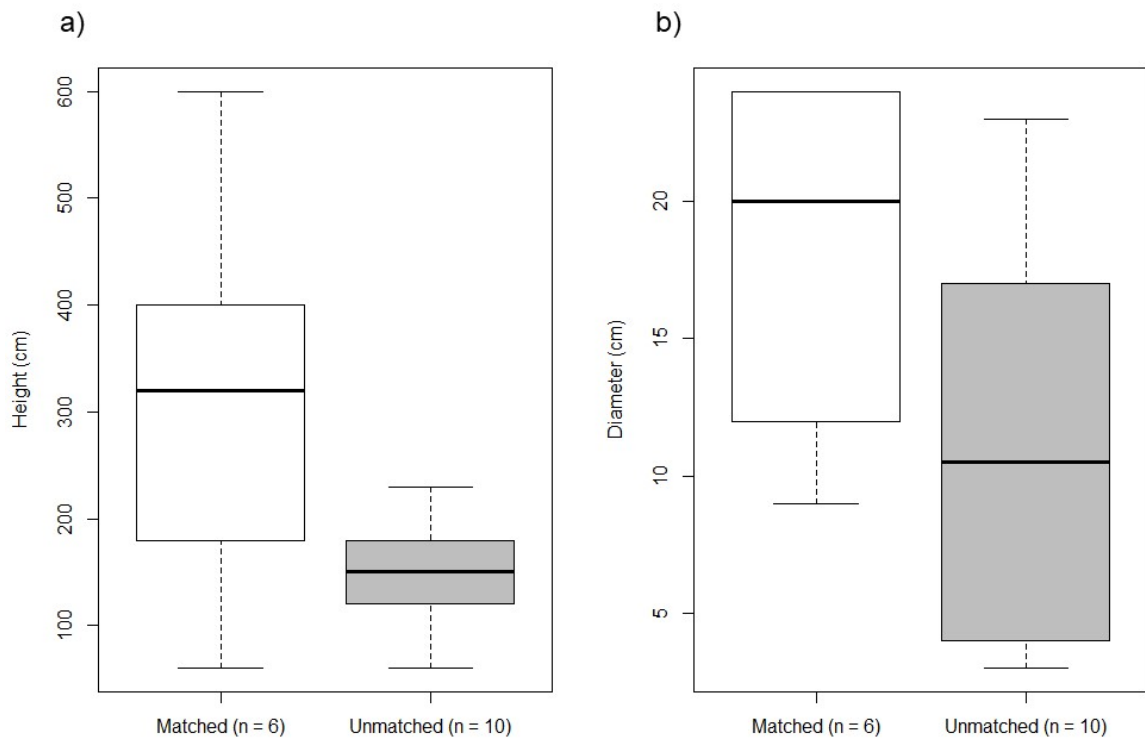 a)
600
500
400
300
200
100
Height (cm)
Matched (n = 6)
Unmatched (n = 10)
b)
20
15
10
5
Diameter (cm)
Matched (n = 6)
Unmatched (n = 10)